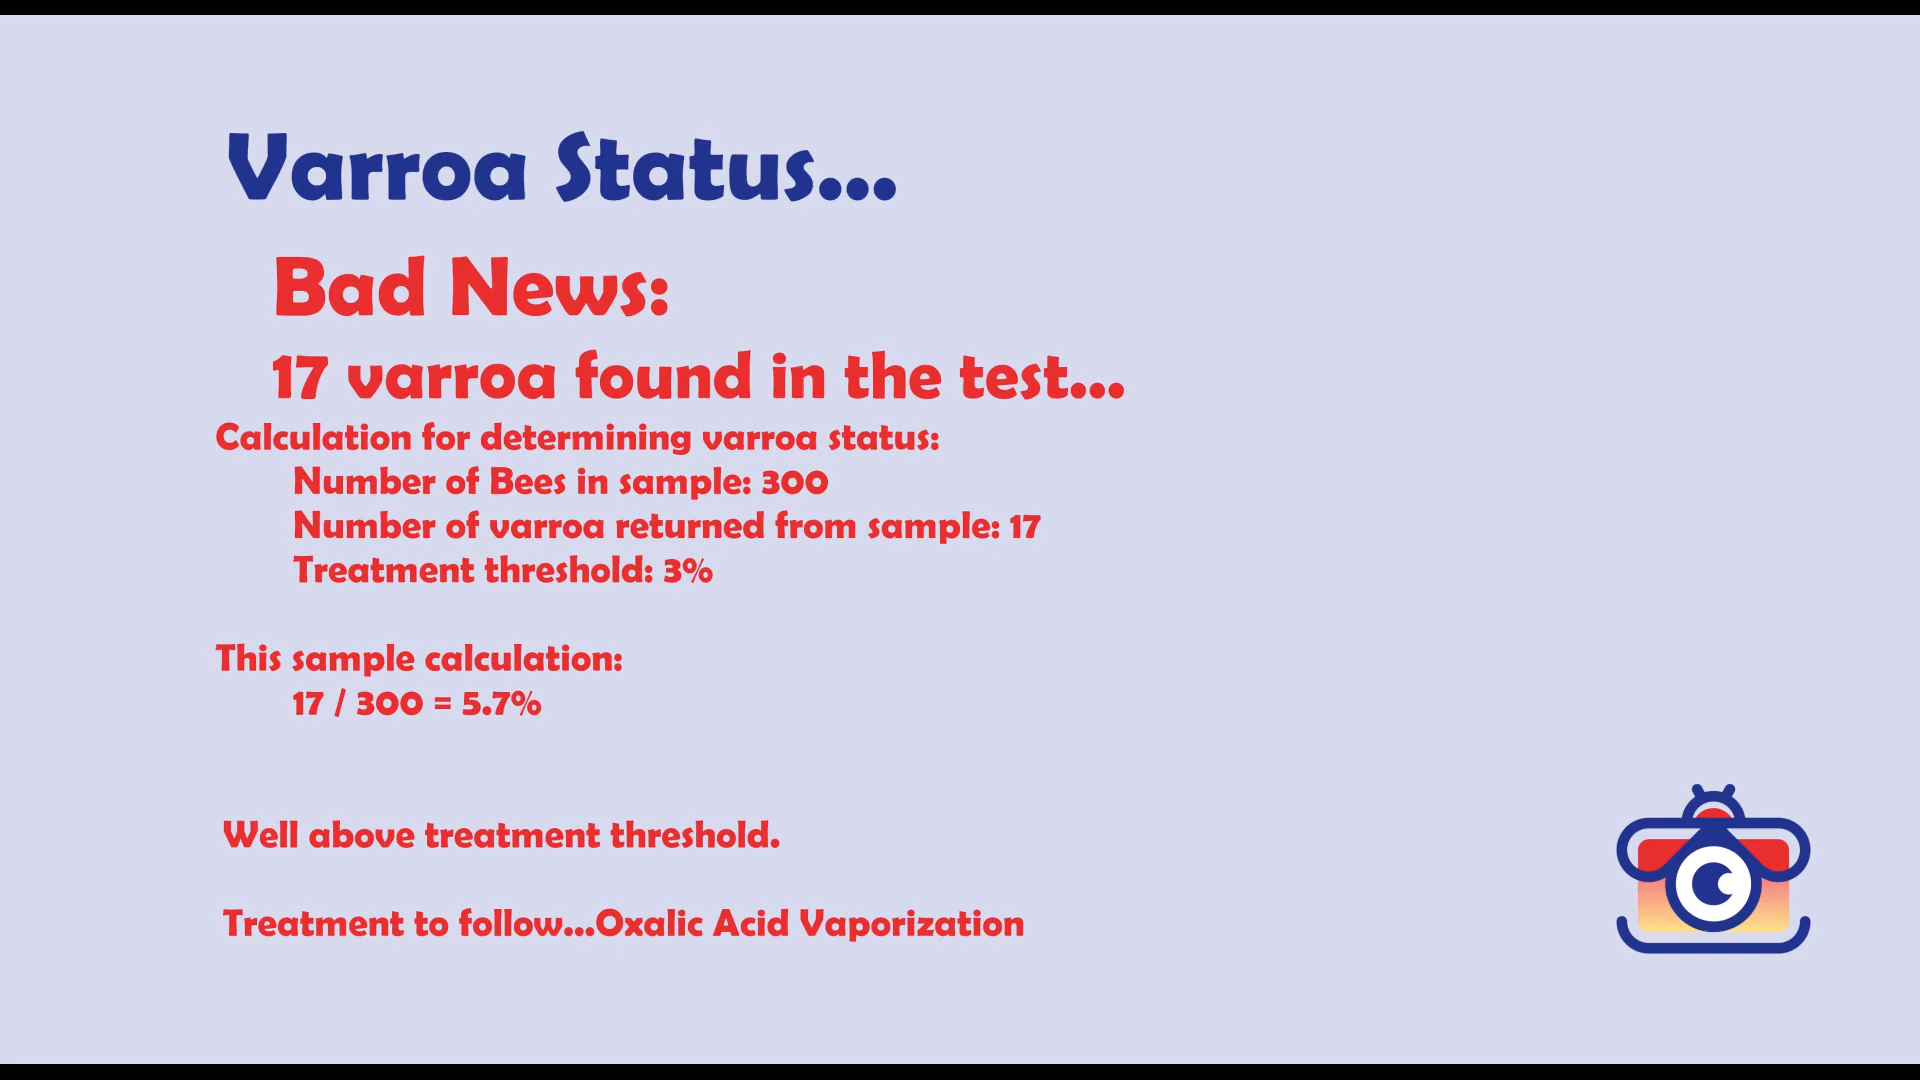 Varroa Status...
Bad News:
17 varroa found in the test...
Calculation for determining varroa status:
Number of Bees in sample: 300
Number of varroa returned from sample: 17
Treatment threshold: 3%
This sample calculation:
17 / 300 = 5.7%
Well above treatment threshold.
Treatment to follow...Oxalic Acid Vaporization